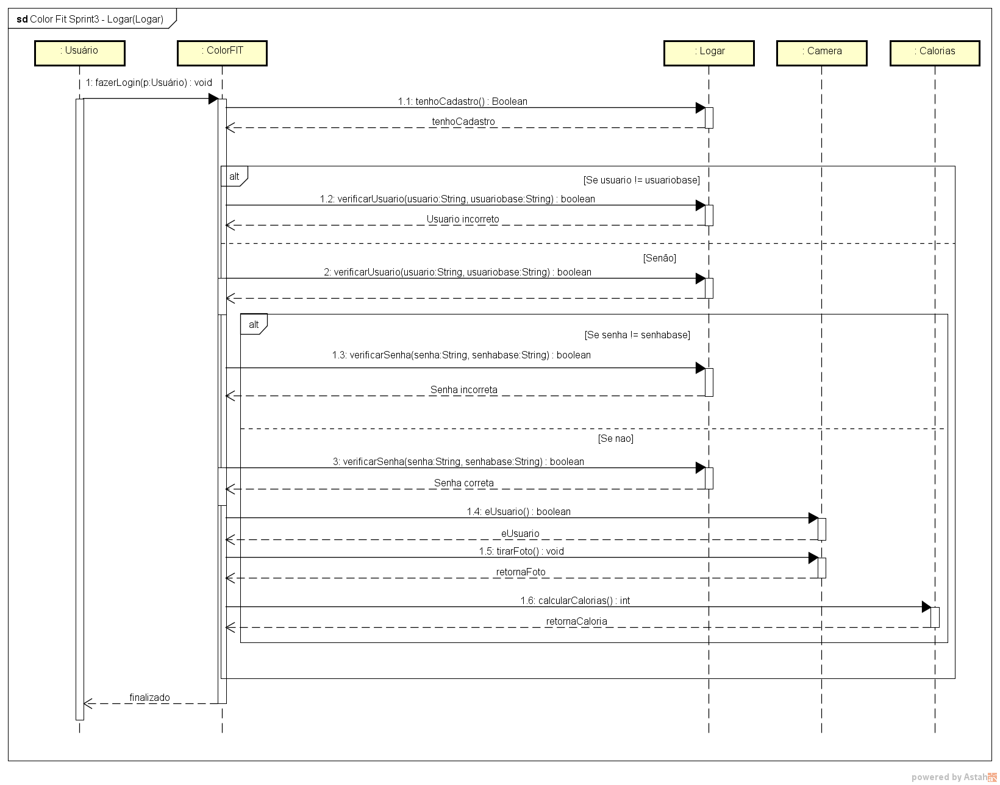 sd Color Fit Sprint3 - Logar(Logar)
: Usuário
: ColorFIT
: Logar
: Camera
: Calorias
1: fazerLogin(p:Usuário) : void
1.1: tenhoCadastro() : Boolean
tenhoCadastro
alt
[Se usuario != usuariobase]
1.2: verificarUsuario(usuario:String, usuariobase:String) : boolean
Usuario incorreto
[Senão]
2: verificarUsuario(usuario:String, usuariobase:String) : boolean
alt
[Se senha != senhabase]
1.3: verificarSenha(senha:String, senhabase:String) : boolean
Senha incorreta
[Se nao]
3: verificarSenha(senha:String, senhabase:String) : boolean
Senha correta
1.4: eUsuario() : boolean
eUsuario
1.5: tirarFoto() : void
retornaFoto
1.6: calcularCalorias() : int
retornaCaloria
finalizado
powered by Astah